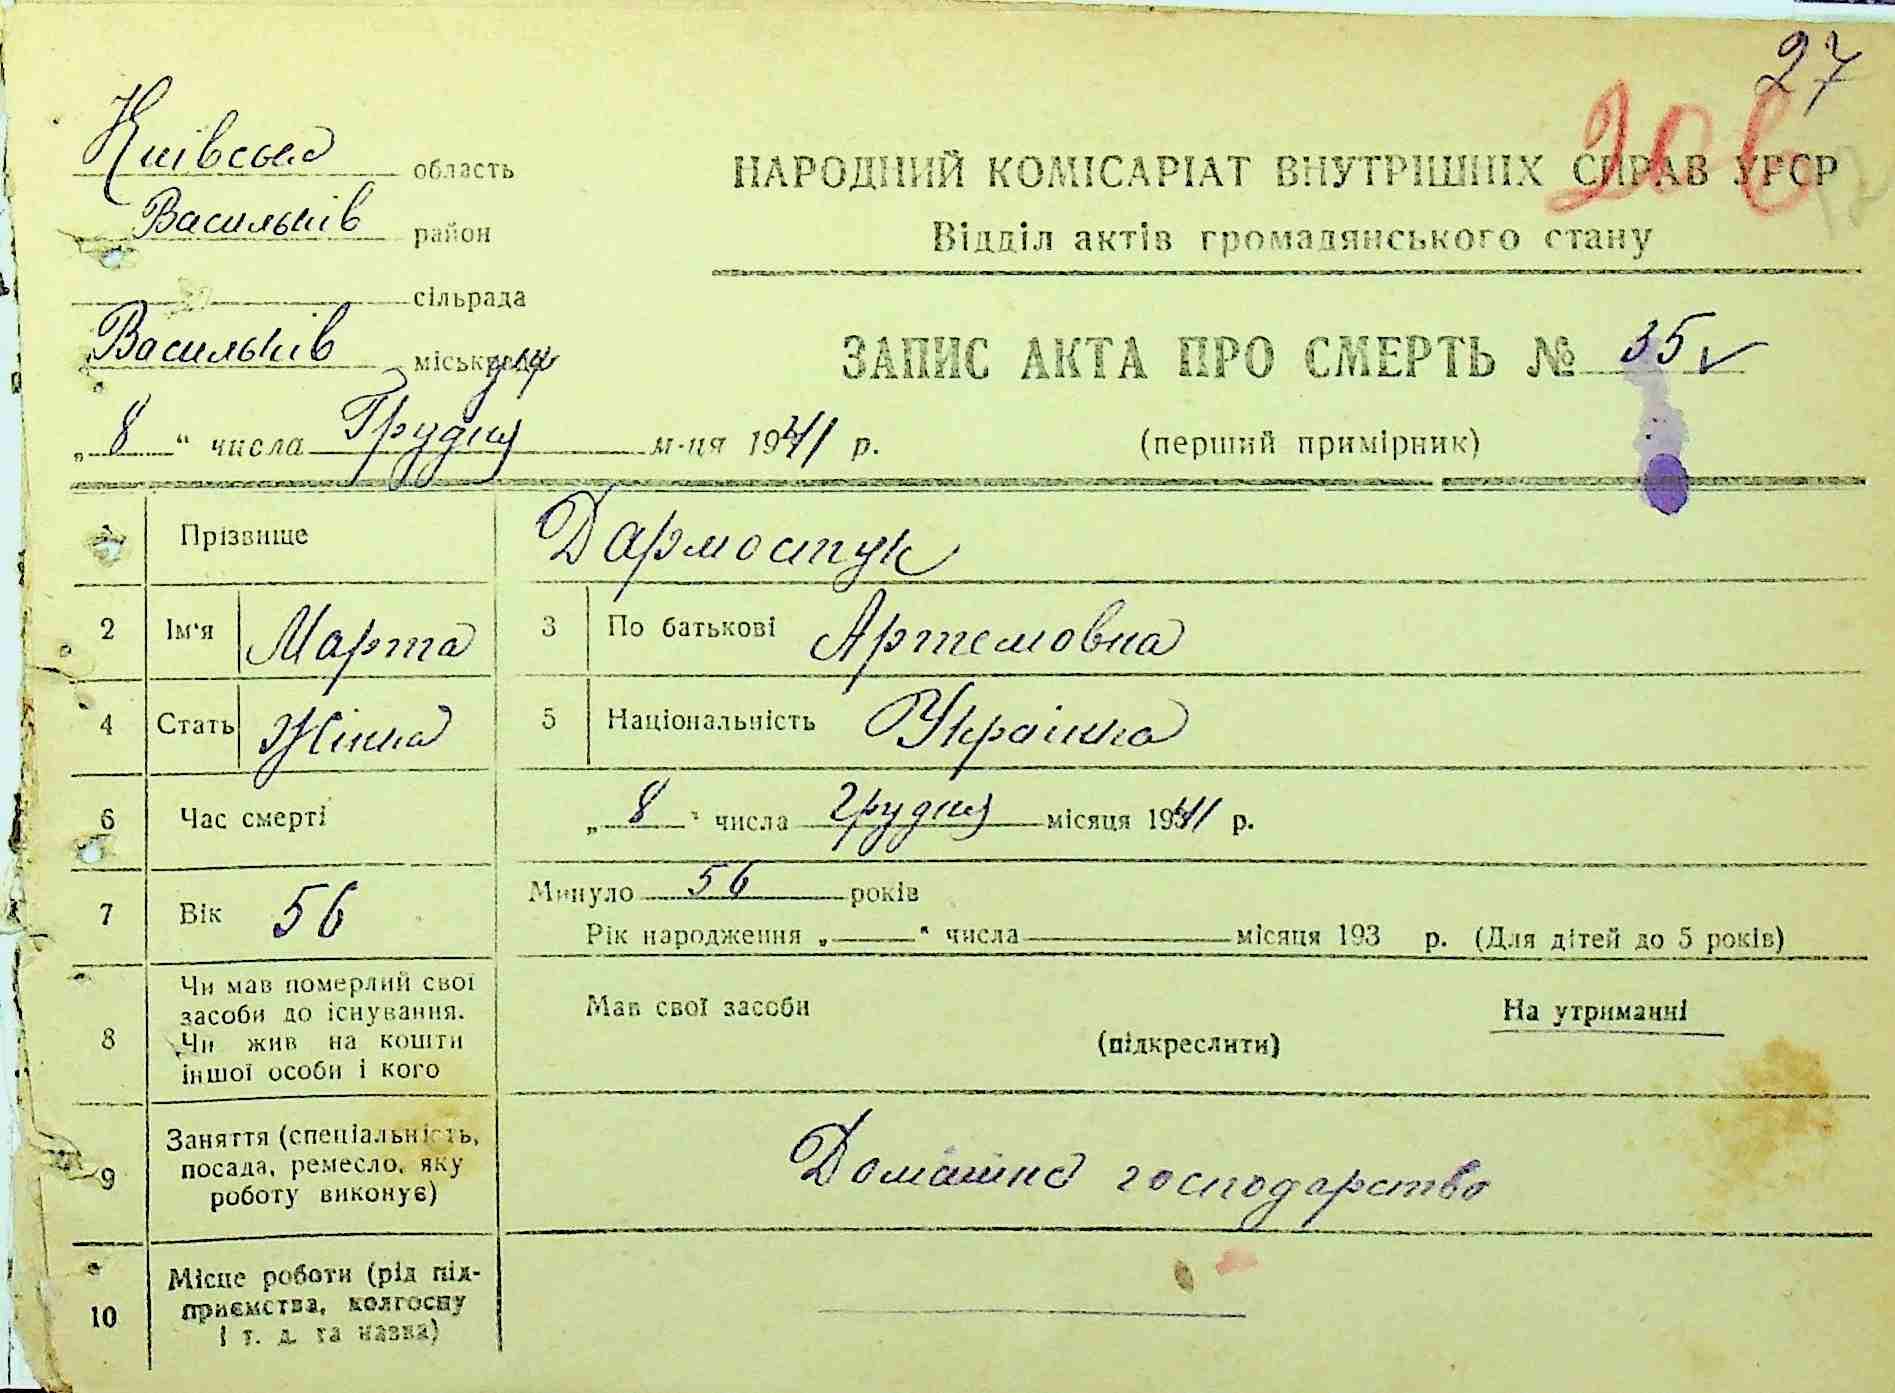 27
206
Київська область
НАРОДНИЙ КОМІСАРІАТ ВНУТРІШНІХ СПРАВ УРСР
Васильків район
Відділ актів громадянського стану
сільрада
Васильків міськрада
ЗАПИС АКТА ПРО СМЕРТЬ № 35
„8“ числа Грудня м-ця 1941 р.
(перший примірник)
Прізвище Дармостук
2 Ім'я Марта 3 По батькові Артемовна
4 Стать Жінка 5 Національність Украінка
6 Час смерті „8“ числа грудня місяця 1941 р.
7 Вік 56 Минуло 56 років
Рік народження „ “ числа місяця 193 р. (Для дітей до 5 років)
8 Чи мав померлий свої
засоби до існування.
Чи жив на кошти
іншої особи і кого
Мав свої засоби На утриманні
(підкреслити)
9 Заняття (спеціальність,
посада, ремесло, яку
роботу виконує)
Домашнє господарство
10 Місце роботи (рід під-
приємства, колгоспу
і т. д. та назва)